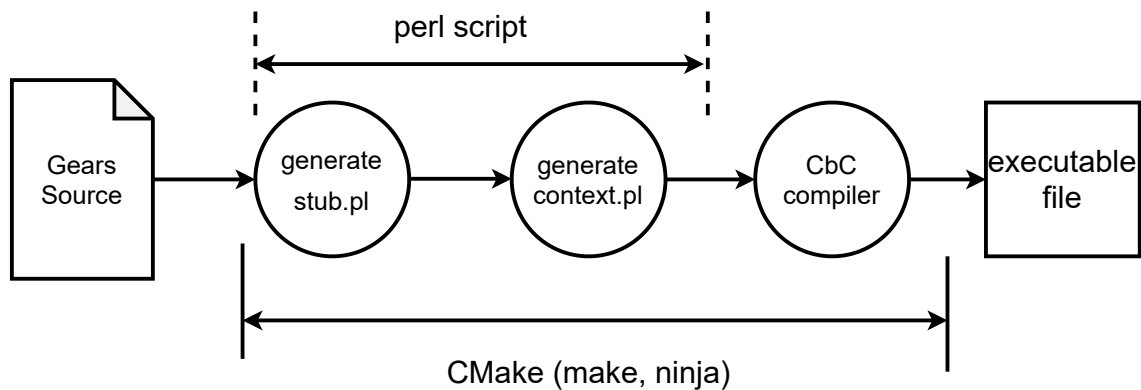 perl script
Gears
Source
generate
stub.pl
generate
context.pl
CbC
compiler
executable
file
CMake (make, ninja)